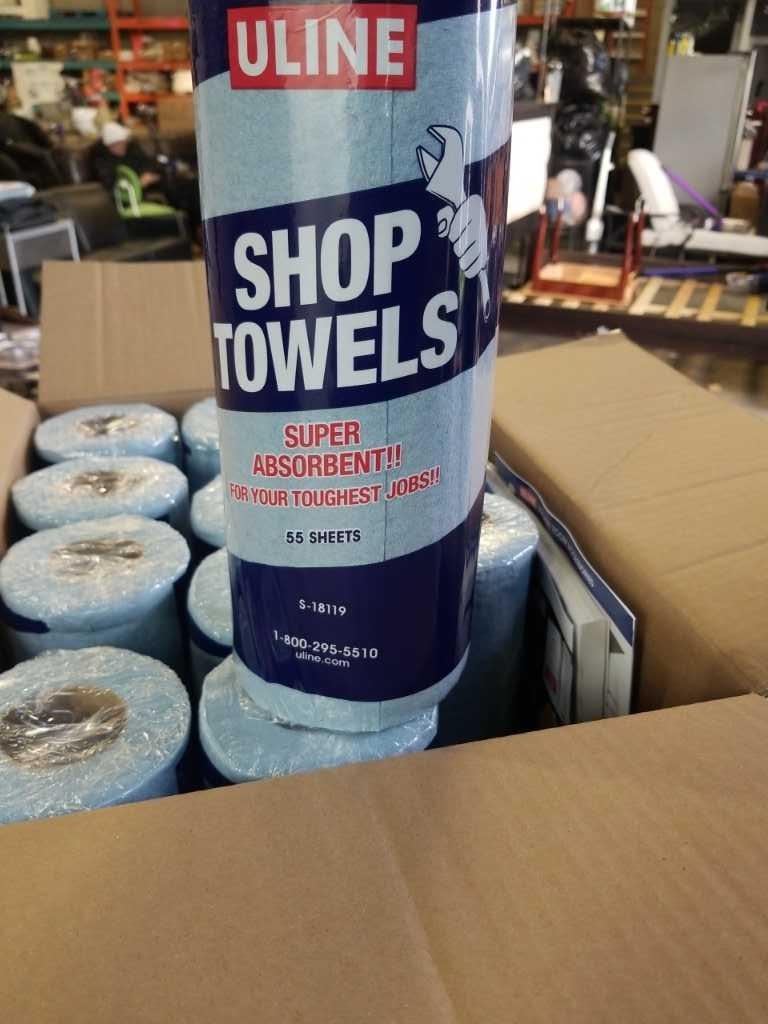 ULINE
SHOP
TOWELS
SUPER
ABSORBENT!!
FOR YOUR TOUGHEST JOBS!!
55 SHEETS
S-18119
1-800-295-5510
uline.com